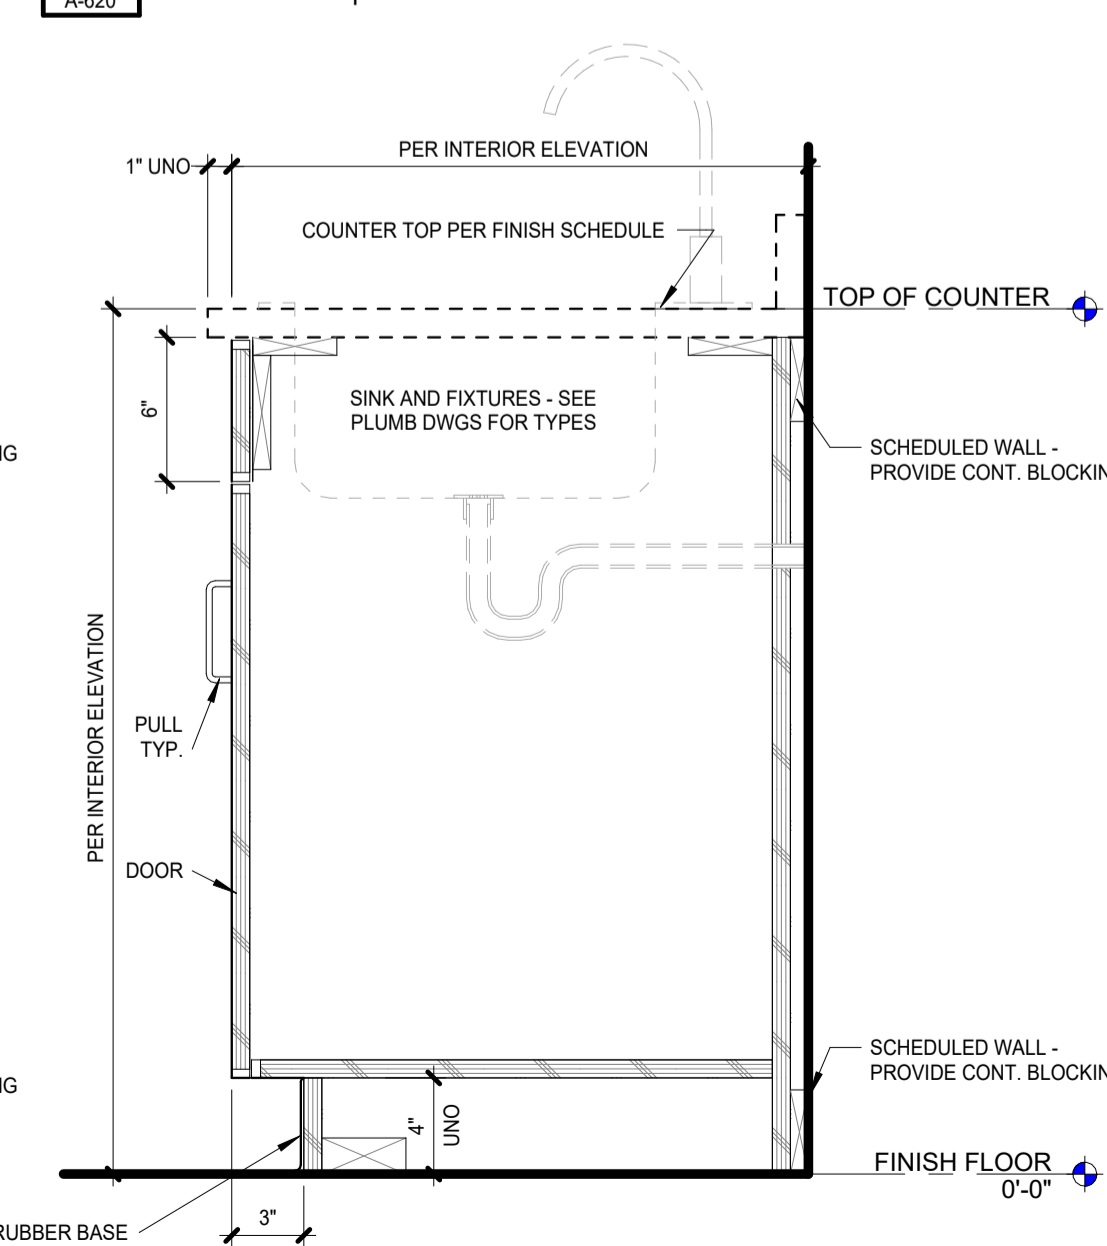 A-620
PER INTERIOR ELEVATION
1" UNO
COUNTER TOP PER FINISH SCHEDULE
TOP OF COUNTER
6"
SINK AND FIXTURES - SEE
PLUMB DWGS FOR TYPES
NG
SCHEDULED WALL -
PROVIDE CONT. BLOCKIN
PER INTERIOR ELEVATION
PULL
TYP.
DOOR
NG
SCHEDULED WALL -
PROVIDE CONT. BLOCKIN
4"
UNO
FINISH FLOOR
0'-0"
RUBBER BASE
3"